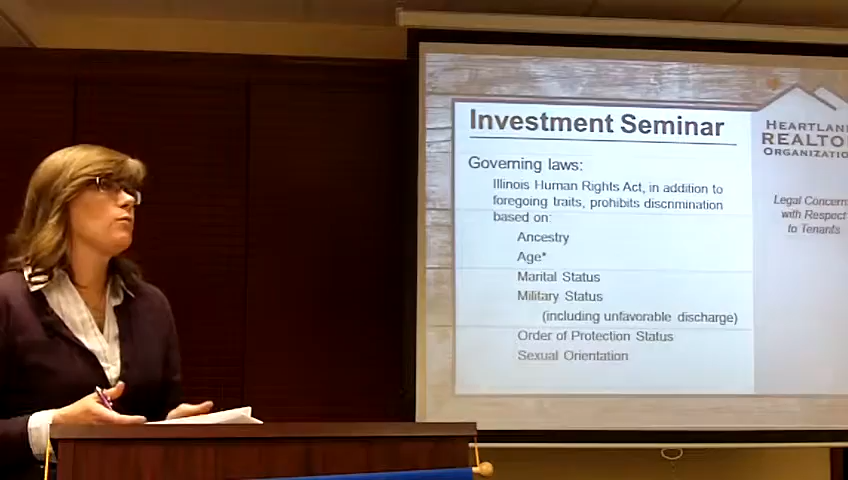 Investment Seminar
Governing laws:
Illinois Human Rights Act, in addition to
foregoing traits, prohibits discrimination
based on:
Ancestry
Age*
Marital Status
Military Status
(including unfavorable discharge)
Order of Protection Status
Sexual Orientation
HEARTLAN
REALTO
ORGANIZATI
Legal Concern
with Respect
to Tenants